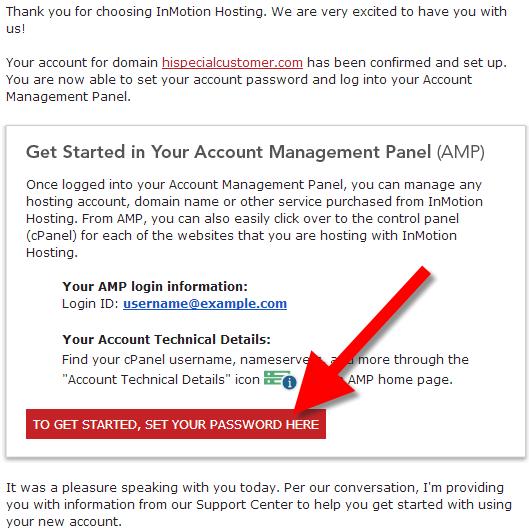 Thank you for choosing InMotion Hosting. We are very excited to have you with
us!
Your account for domain hispecialcustomer.com has been confirmed and set up.
You are now able to set your account password and log into your Account
Management Panel.
Get Started in Your Account Management Panel (AMP)
Once logged into your Account Management Panel, you can manage any
hosting account, domain name or other service purchased from InMotion
Hosting. From AMP, you can also easily click over to the control panel
(cPanel) for each of the websites that you are hosting with InMotion
Hosting.
Your AMP login information:
Login ID: username@example.com
Your Account Technical Details:
Find your cPanel username, nameservers, and more through the
"Account Technical Details" icon AMP home page.
TO GET STARTED, SET YOUR PASSWORD HERE
It was a pleasure speaking with you today. Per our conversation, I'm providing
you with information from our Support Center to help you get started with using
your new account.